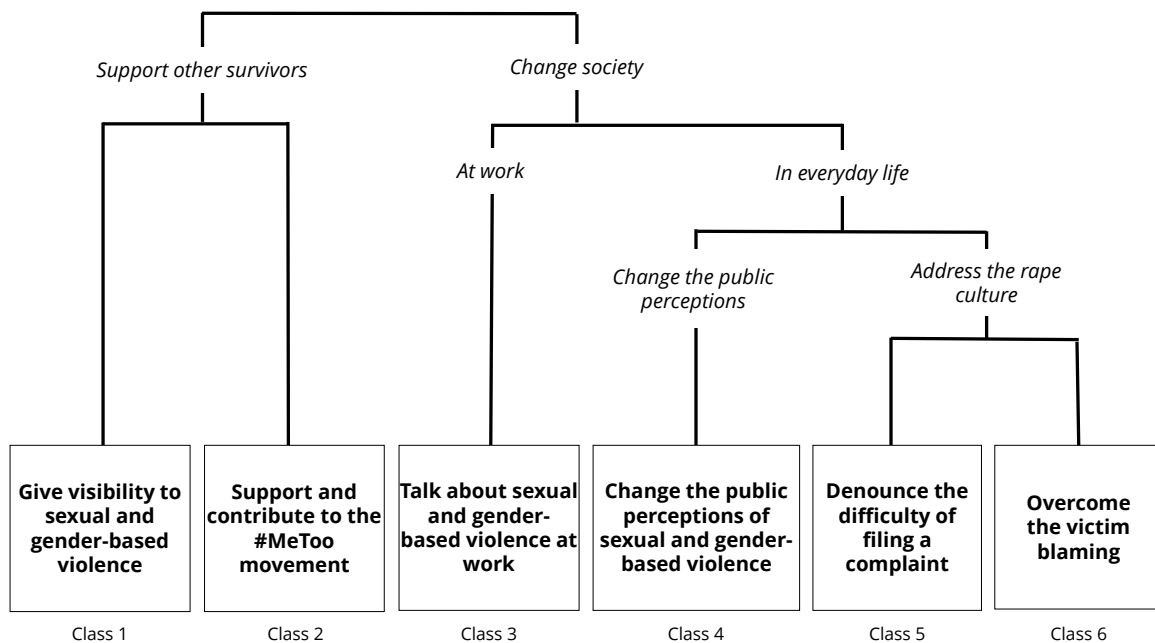 Support other survivors
Change society
At work
In everyday life
Change the public
perceptions
Address the rape
culture
Give visibility to
sexual and
gender-based
violence
Support and
contribute to the
#MeToo
movement
Talk about sexual
and gender-
based violence at
work
Change the public
perceptions of
sexual and gender-
based violence
Denounce the
difficulty of
filing a
complaint
Overcome
the victim
blaming
Class 1
Class 2
Class 3
Class 4
Class 5
Class 6